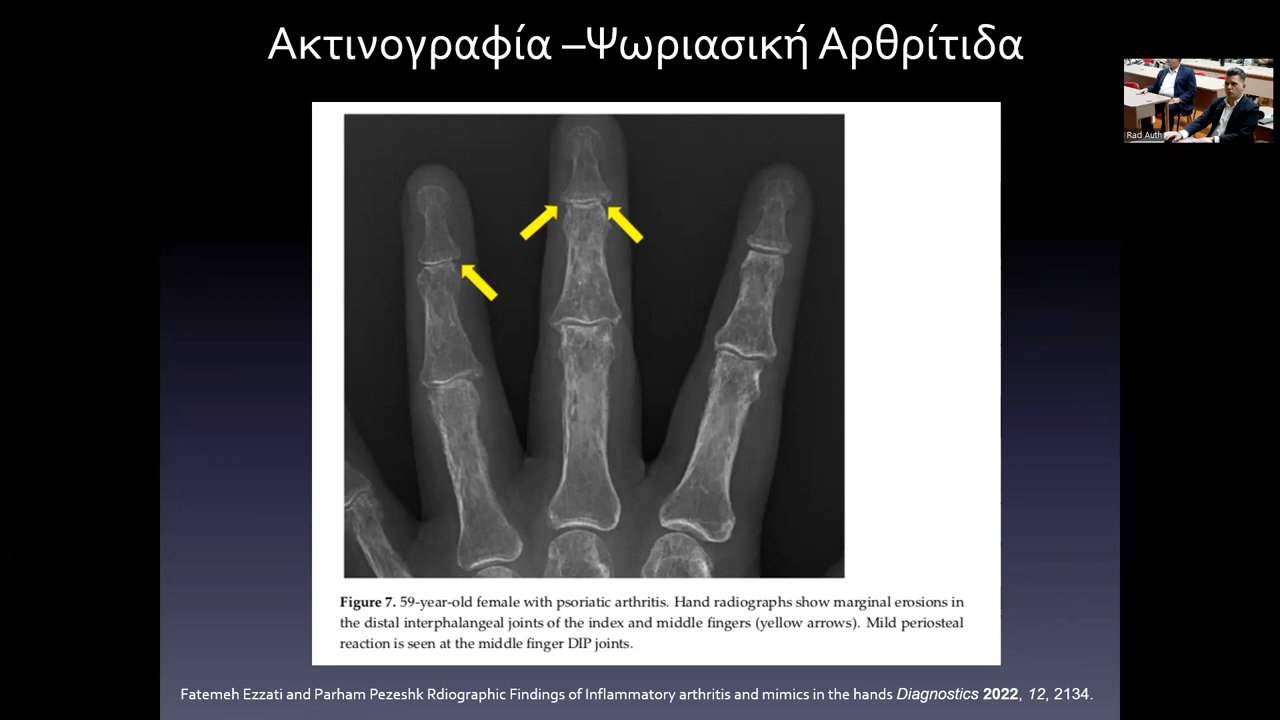 Ακτινογραφία –Ψωριασική Αρθρίτιδα
Rad Auth
Figure 7. 59-year-old female with psoriatic arthritis. Hand radiographs show marginal erosions in
the distal interphalangeal joints of the index and middle fingers (yellow arrows). Mild periosteal
reaction is seen at the middle finger DIP joints.
Fatemeh Ezzati and Parham Pezeshk Rdiographic Findings of Inflammatory arthritis and mimics in the hands Diagnostics 2022, 12, 2134.